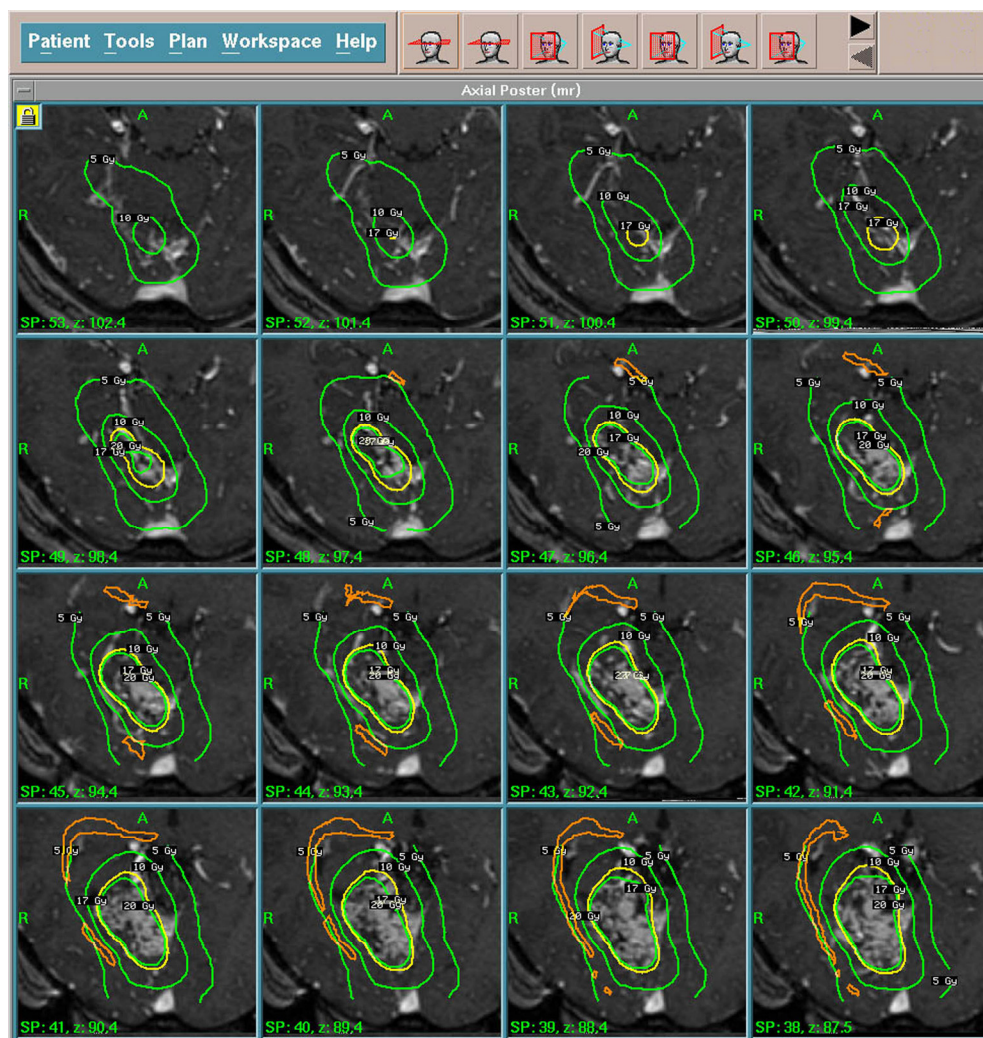 Patient Tools Plan Workspace Help
Axial Poster (mr)
A
5 Gy
10 Gy
R
SP: 53, z: 102.4
A
5 Gy
10 Gy
17 Gy
R
SP: 52, z: 101.4
A
5 Gy
10 Gy
17 Gy
R
SP: 51, z: 100.4
A
5 Gy
10 Gy
17 Gy
17 Gy
R
SP: 50, z: 99.4
A
5 Gy
10 Gy
20 Gy
17 Gy
R
SP: 49, z: 98.4
A
5 Gy
10 Gy
R
5 Gy
SP: 48, z: 97.4
A
5 Gy
10 Gy
17 Gy
20 Gy
R
5 Gy
SP: 47, z: 96.4
A
5 Gy
5 Gy
10 Gy
17 Gy
20 Gy
R
SP: 46, z: 95.4
A
5 Gy
5 Gy
10 Gy
17 Gy
20 Gy
R
SP: 45, z: 94.4
A
5 Gy
5 Gy
10 Gy
17 Gy
20 Gy
R
SP: 44, z: 93.4
A
5 Gy
5 Gy
10 Gy
R
SP: 43, z: 92.4
A
5 Gy
5 Gy
10 Gy
17 Gy
20 Gy
R
SP: 42, z: 91.4
A
5 Gy
5 Gy
10 Gy
17 Gy
20 Gy
R
SP: 41, z: 90.4
A
5 Gy
5 Gy
10 Gy
17 Gy
20 Gy
R
SP: 40, z: 89.4
A
5 Gy
5 Gy
10 Gy
17 Gy
20 Gy
R
SP: 39, z: 88.4
A
5 Gy
5 Gy
10 Gy
17 Gy
20 Gy
R
5 Gy
SP: 38, z: 87.5